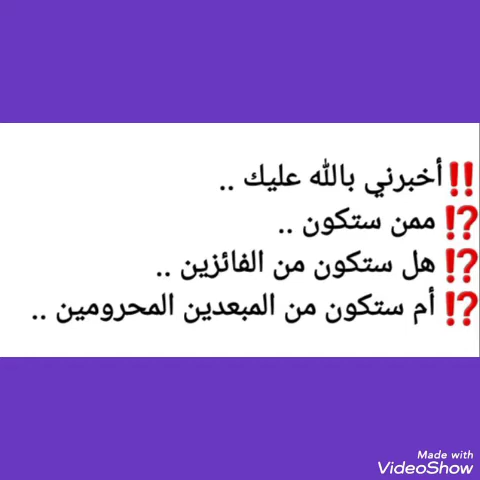 ‼️أخبرني بالله عليك ..
⁉️ ممن ستكون ..
⁉️ هل ستكون من الفائزين ..
⁉️ أم ستكون من المبعدين المحرومين ..
Made with
VideoShow